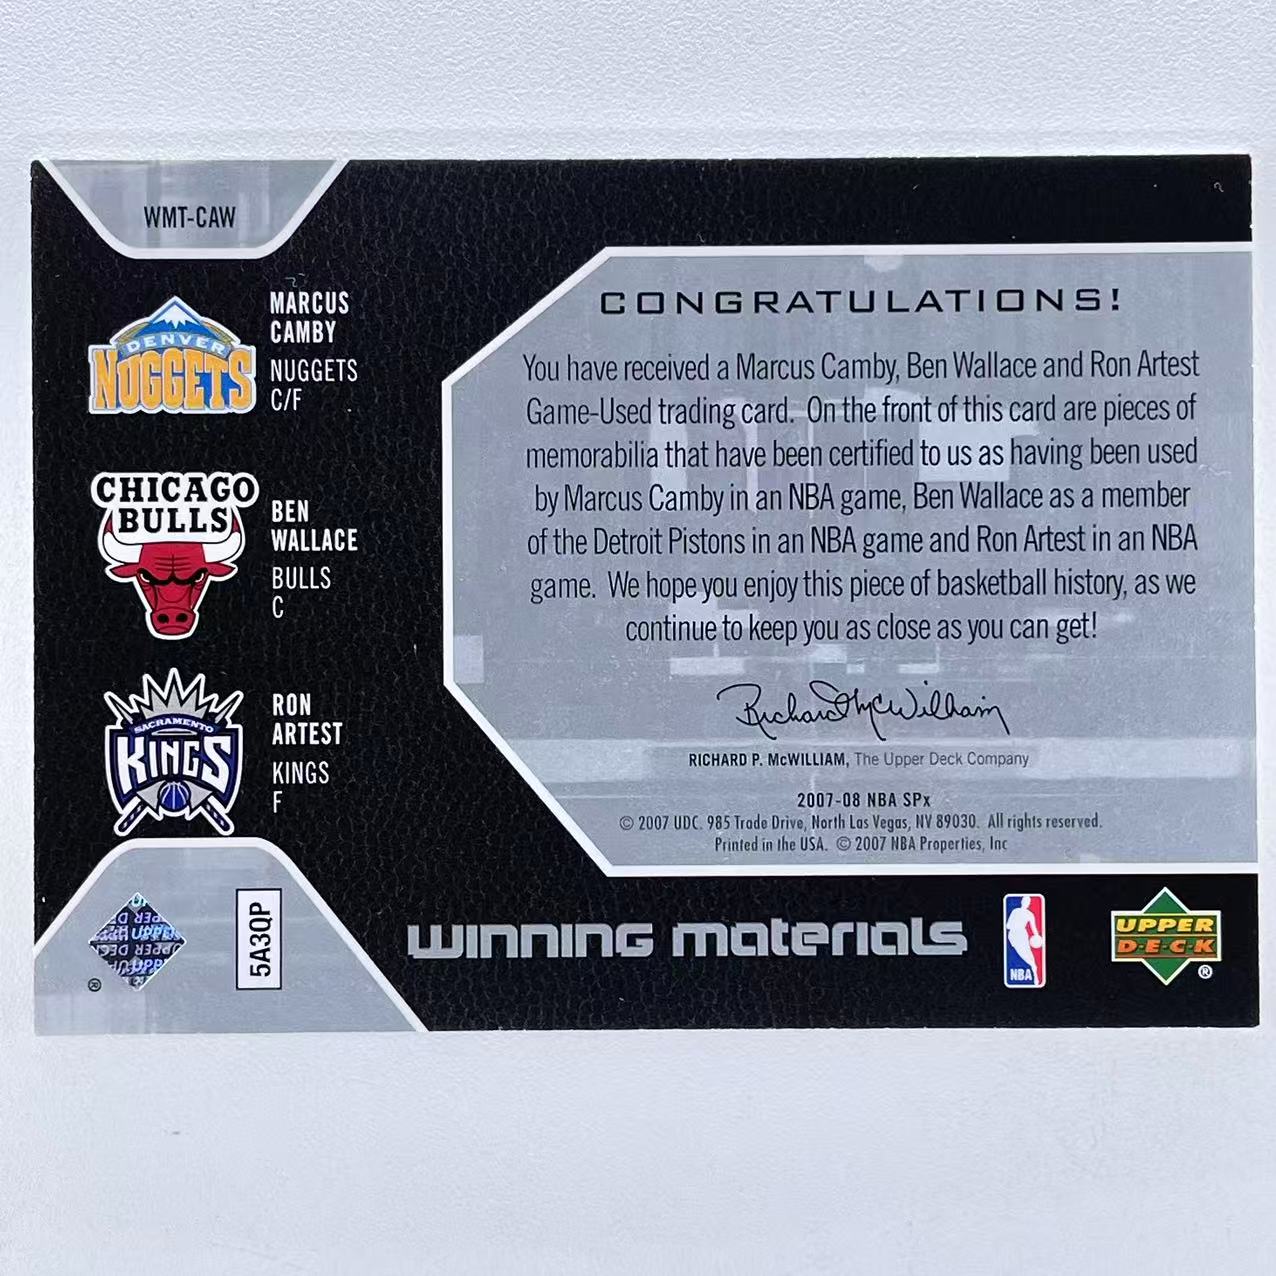 WMT-CAW
DENVER
NUGGETS
MARCUS
CAMBY
NUGGETS
C/F
CHICAGO
BULLS
BEN
WALLACE
BULLS
C
SACRAMENTO
KINGS
RON
ARTEST
KINGS
F
CONGRATULATIONS!
You have received a Marcus Camby, Ben Wallace and Ron Artest
Game-Used trading card. On the front of this card are pieces of
memorabilia that have been certified to us as having been used
by Marcus Camby in an NBA game, Ben Wallace as a member
of the Detroit Pistons in an NBA game and Ron Artest in an NBA
game. We hope you enjoy this piece of basketball history, as we
continue to keep you as close as you can get!
Richard McWilliam
RICHARD P. McWILLIAM, The Upper Deck Company
2007-08 NBA SPx
© 2007 UDC. 985 Trade Drive, North Las Vegas, NV 89030. All rights reserved.
Printed in the USA. © 2007 NBA Properties, Inc
®
5A3QP
winning materials
NBA
UPPER
DECK
®